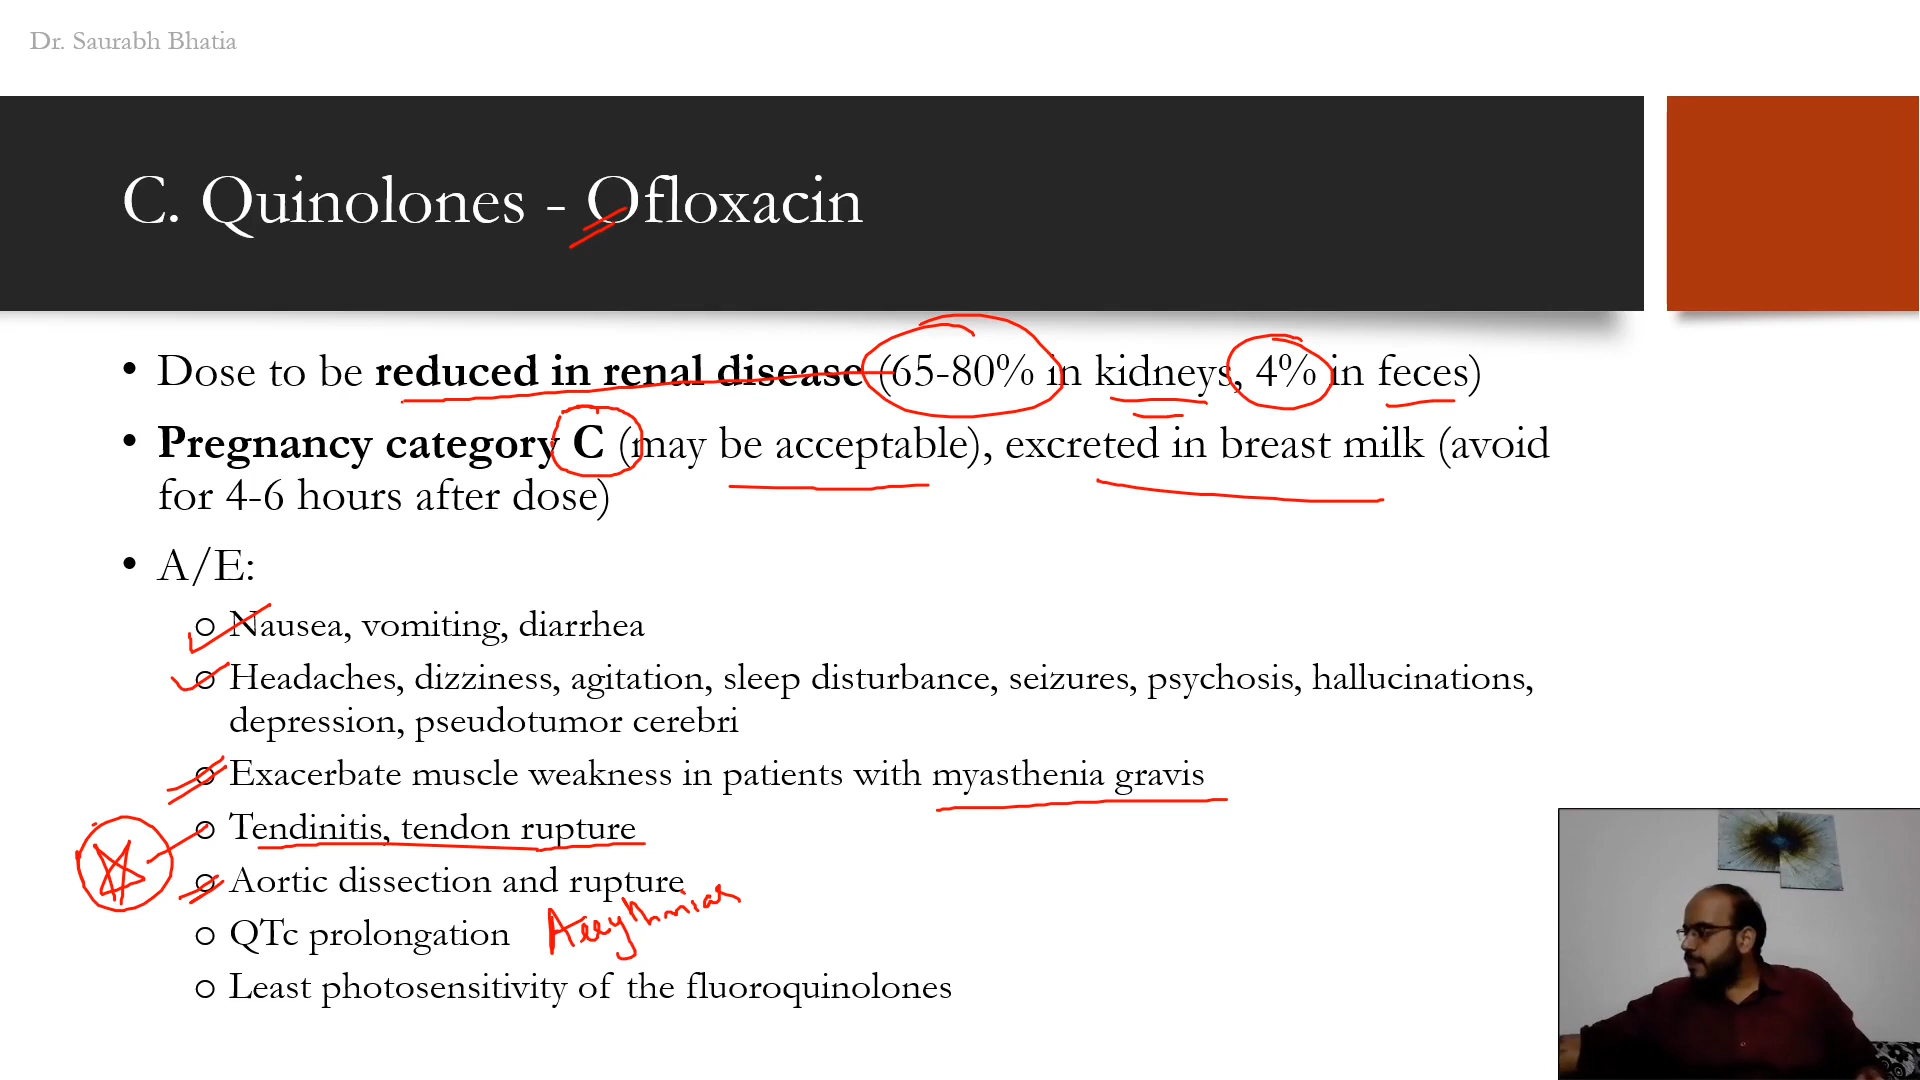 Dr. Saurabh Bhatia
C. Quinolones - Ofloxacin
• Dose to be reduced in renal disease (65-80% in kidneys, 4% in feces)
• Pregnancy category C (may be acceptable), excreted in breast milk (avoid
for 4-6 hours after dose)
• A/E:
o Nausea, vomiting, diarrhea
o Headaches, dizziness, agitation, sleep disturbance, seizures, psychosis, hallucinations,
depression, pseudotumor cerebri
o Exacerbate muscle weakness in patients with myasthenia gravis
o Tendinitis, tendon rupture
o Aortic dissection and rupture
o QTc prolongation Arrythmias
o Least photosensitivity of the fluoroquinolones